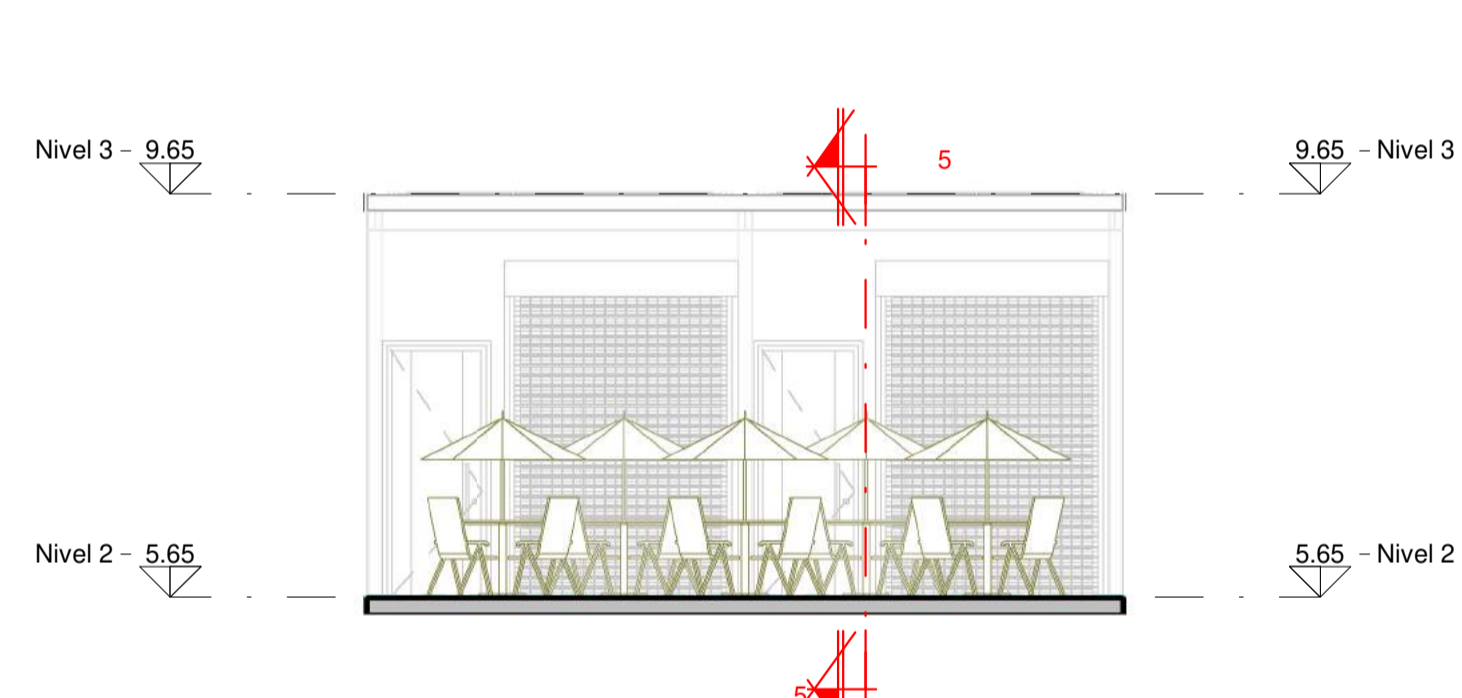 Nivel 3 – 9.65
5
9.65 – Nivel 3
Nivel 2 – 5.65
5.65 – Nivel 2
5